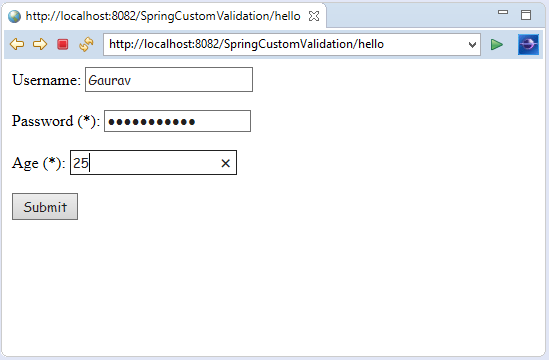 http://localhost:8082/SpringCustomValidation/hello
http://localhost:8082/SpringCustomValidation/hello
Username: Gaurav
Password (*): ●●●●●●●●●●●
Age (*): 25
Submit